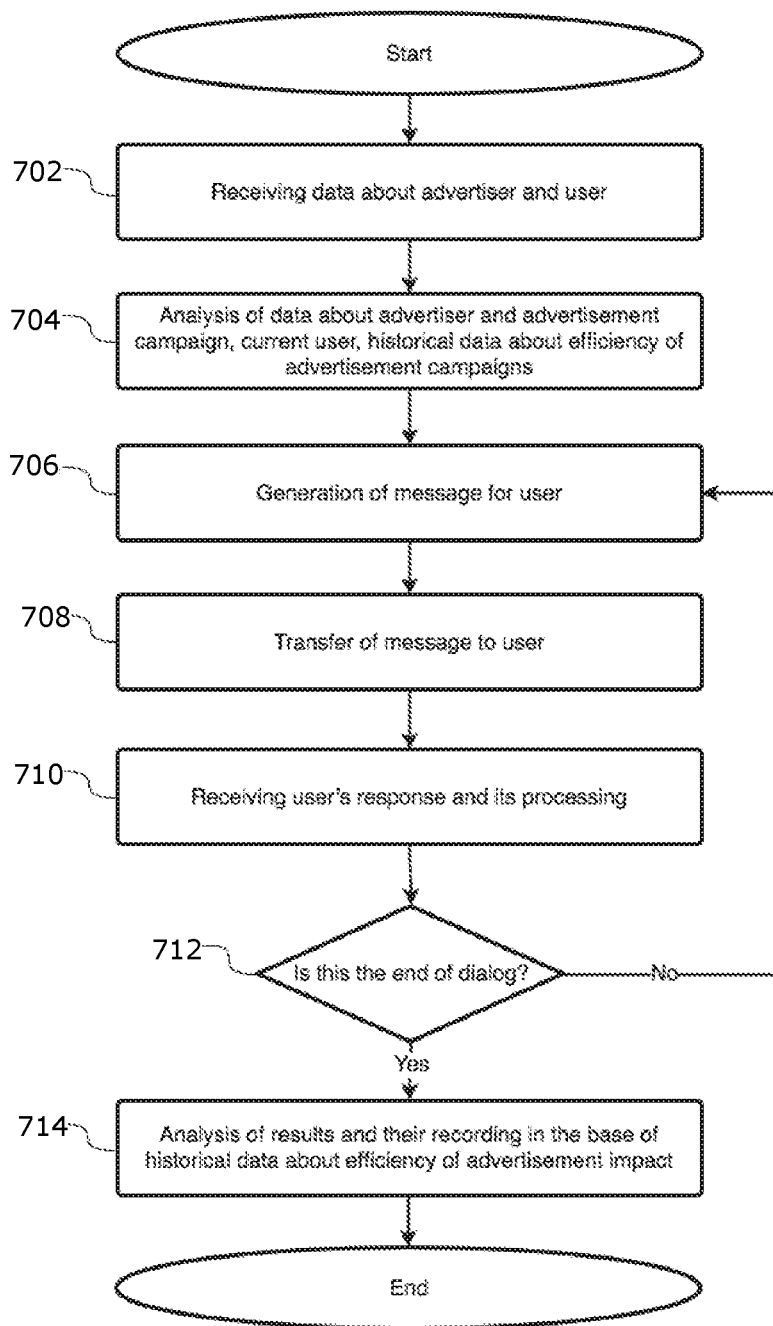 Start
702
Receiving data about advertiser and user
704
Analysis of data about advertiser and advertisement
campaign, current user, historical data about efficiency of
advertisement campaigns
706
Generation of message for user
708
Transfer of message to user
710
Receiving user's response and its processing
712
Is this the end of dialog?
No
Yes
714
Analysis of results and their recording in the base of
historical data about efficiency of advertisement impact
End